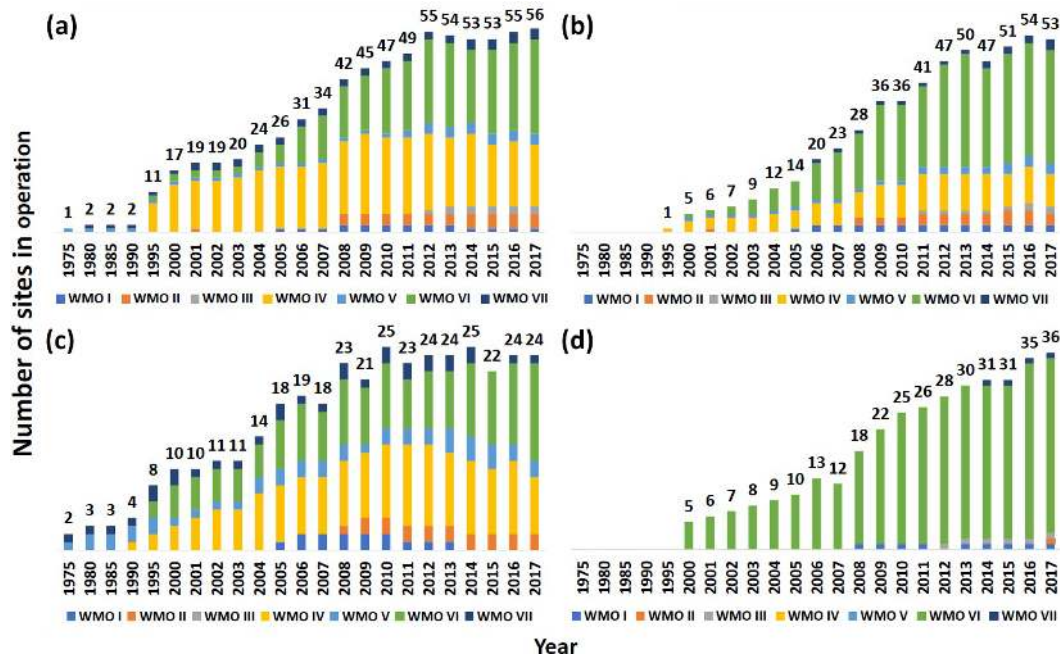 (a)
1 2 2 2 11 17 19 19 20 24 26 31 34 42 45 47 49 55 54 53 53 55 56
1975 1980 1985 1990 1995 2000 2001 2002 2003 2004 2005 2006 2007 2008 2009 2010 2011 2012 2013 2014 2015 2016 2017
WMO I WMO II WMO III WMO IV WMO V WMO VI WMO VII
(b)
1 5 6 7 9 12 14 20 23 28 36 36 41 47 50 47 51 54 53
1975 1980 1985 1990 1995 2000 2001 2002 2003 2004 2005 2006 2007 2008 2009 2010 2011 2012 2013 2014 2015 2016 2017
WMO I WMO II WMO III WMO IV WMO V WMO VI WMO VII
Number of sites in operation
(c)
2 3 3 4 8 10 10 11 11 14 18 19 18 23 21 25 23 24 24 25 22 24 24
1975 1980 1985 1990 1995 2000 2001 2002 2003 2004 2005 2006 2007 2008 2009 2010 2011 2012 2013 2014 2015 2016 2017
WMO I WMO II WMO III WMO IV WMO V WMO VI WMO VII
(d)
5 6 7 8 9 10 13 12 18 22 25 26 28 30 31 31 35 36
1975 1980 1985 1990 1995 2000 2001 2002 2003 2004 2005 2006 2007 2008 2009 2010 2011 2012 2013 2014 2015 2016 2017
WMO I WMO II WMO III WMO IV WMO V WMO VI WMO VII
Year